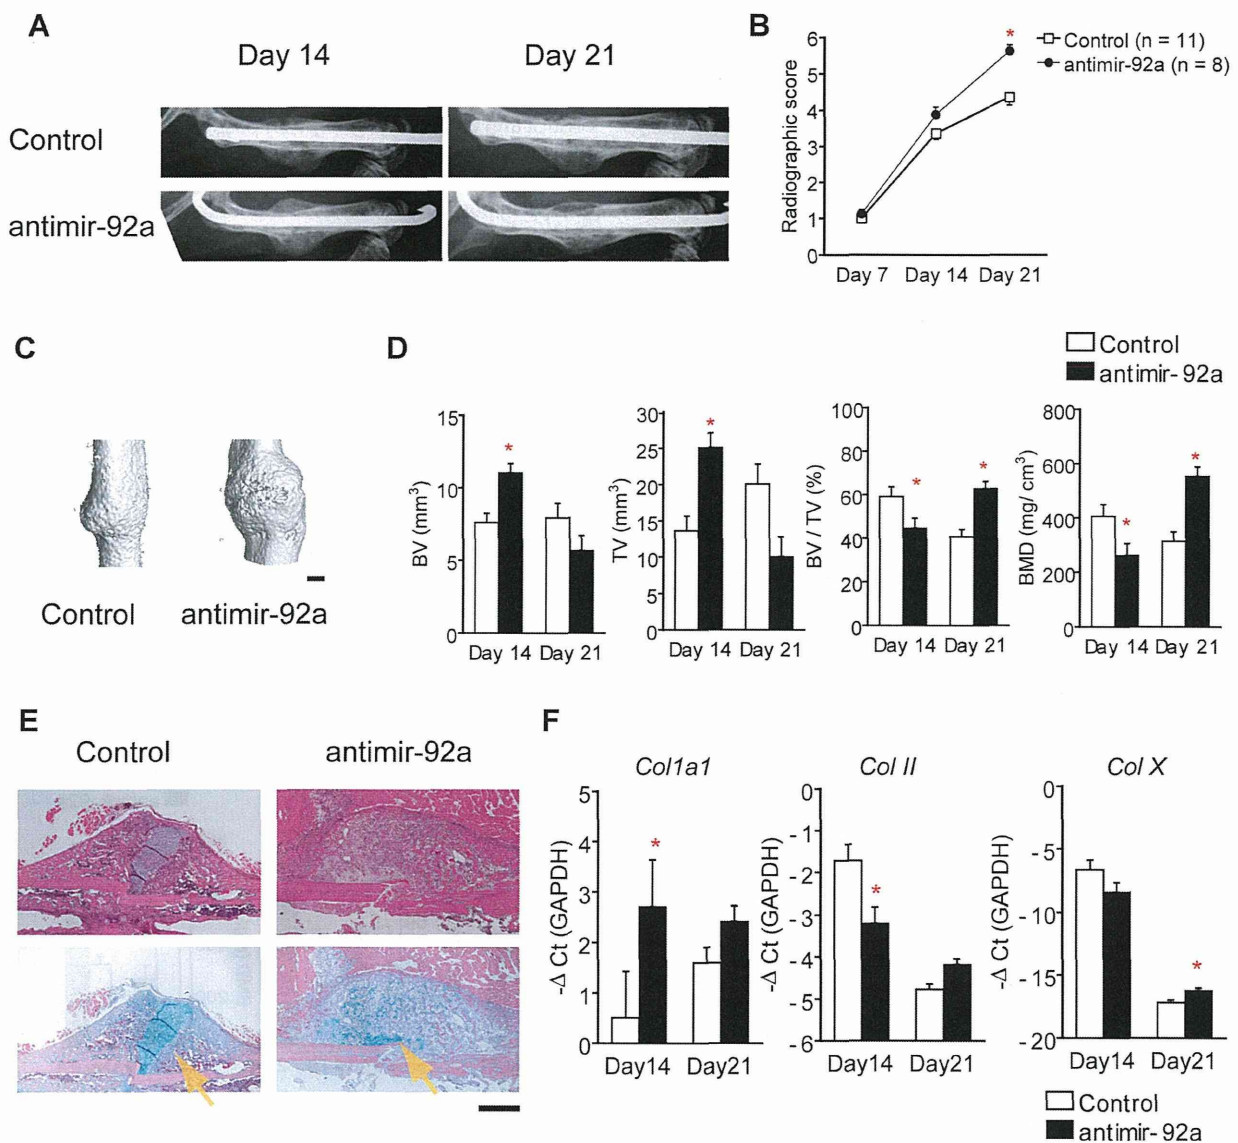 A
Day 14 Day 21
Control
antimir-92a
B
Radiographic score
6
5
4
3
2
1
0
*
Day 7 Day 14 Day 21
Control (n = 11)
antimir-92a (n = 8)
C
Control antimir-92a
D
Control
antimir-92a
BV (mm³)
15
10
5
0
*
Day 14 Day 21
TV (mm³)
30
25
20
15
10
5
0
*
Day 14 Day 21
BV / TV (%)
100
80
60
40
20
0
* *
Day 14 Day 21
BMD (mg/ cm³)
800
600
400
200
0
* *
Day 14 Day 21
E
Control antimir-92a
F
Col1a1
-Δ Ct (GAPDH)
5
4
3
2
1
0
*
Day14 Day21
Col II
-Δ Ct (GAPDH)
0
-1
-2
-3
-4
-5
-6
*
Day14 Day21
Col X
-Δ Ct (GAPDH)
0
-5
-10
-15
-20
*
Day14 Day21
Control
antimir-92a